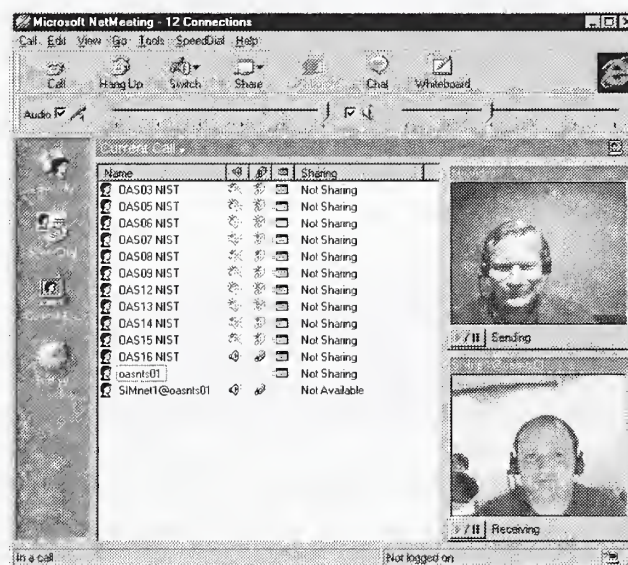 Microsoft NetMeeting - 12 Connections
Call Edit View Go Tools SpeedDial Help
Call Hang Up Switch Share Chat Whiteboard
Audio
Current Call
Name Sharing
OAS03 NIST Not Sharing
OAS05 NIST Not Sharing
OAS06 NIST Not Sharing
OAS07 NIST Not Sharing
OAS08 NIST Not Sharing
OAS09 NIST Not Sharing
OAS12 NIST Not Sharing
OAS13 NIST Not Sharing
OAS14 NIST Not Sharing
OAS15 NIST Not Sharing
OAS16 NIST Not Sharing
oasnts01 Not Sharing
SIMnet1@oasnts01 Not Available
Sending
Receiving
In a call Not logged on